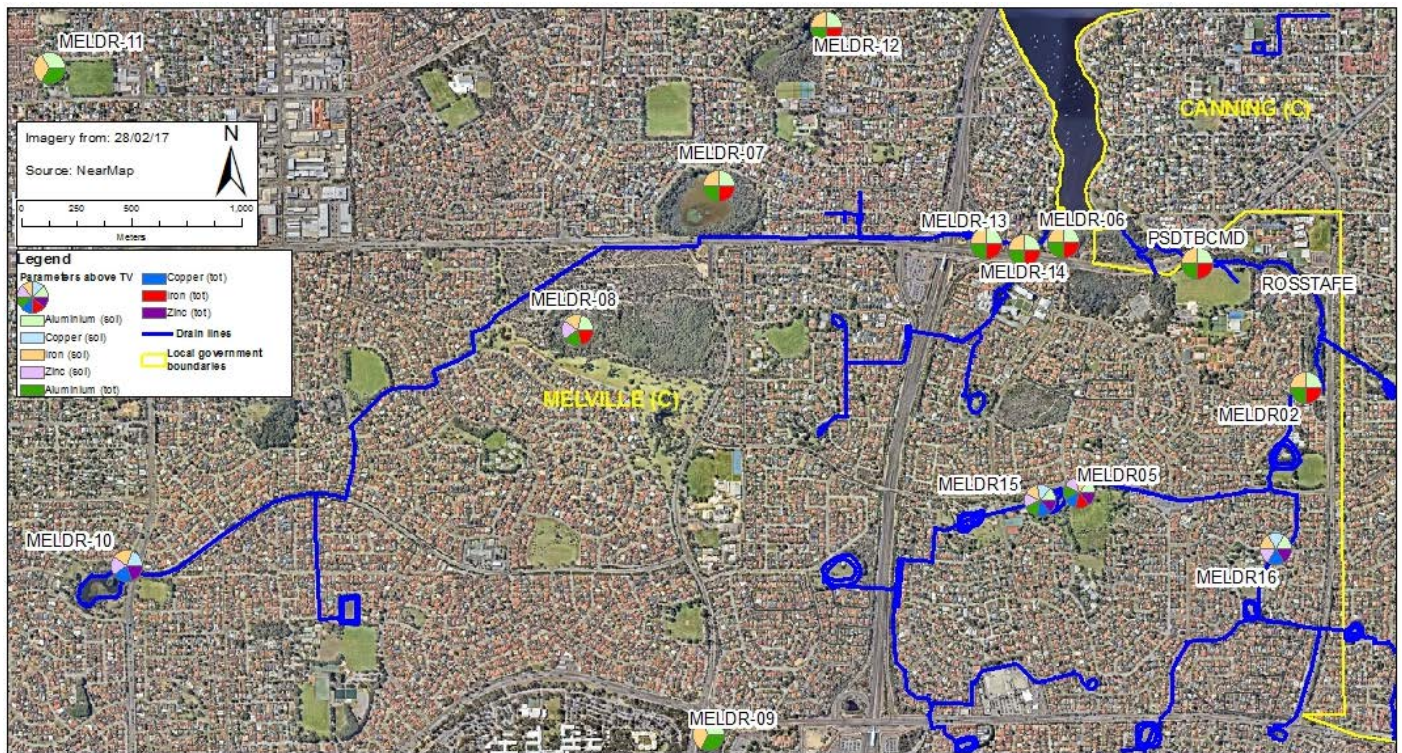 MELDR-11
MELDR-12
Imagery from: 28/02/17
N
Source: NearMap
0 250 500 1,000
Meters
CANNING (C)
MELDR-07
MELDR-13
MELDR-06
PSDTBCMD
MELDR-14
ROSSTAFE
Legend
Parameters above TV
Aluminium (sol)
Copper (sol)
Iron (sol)
Zinc (sol)
Aluminium (tot)
Copper (tot)
Iron (tot)
Zinc (tot)
Drain lines
Local government
boundaries
MELDR-08
MELVILLE (C)
MELDR02
MELDR15
MELDR05
MELDR-10
MELDR16
MELDR-09